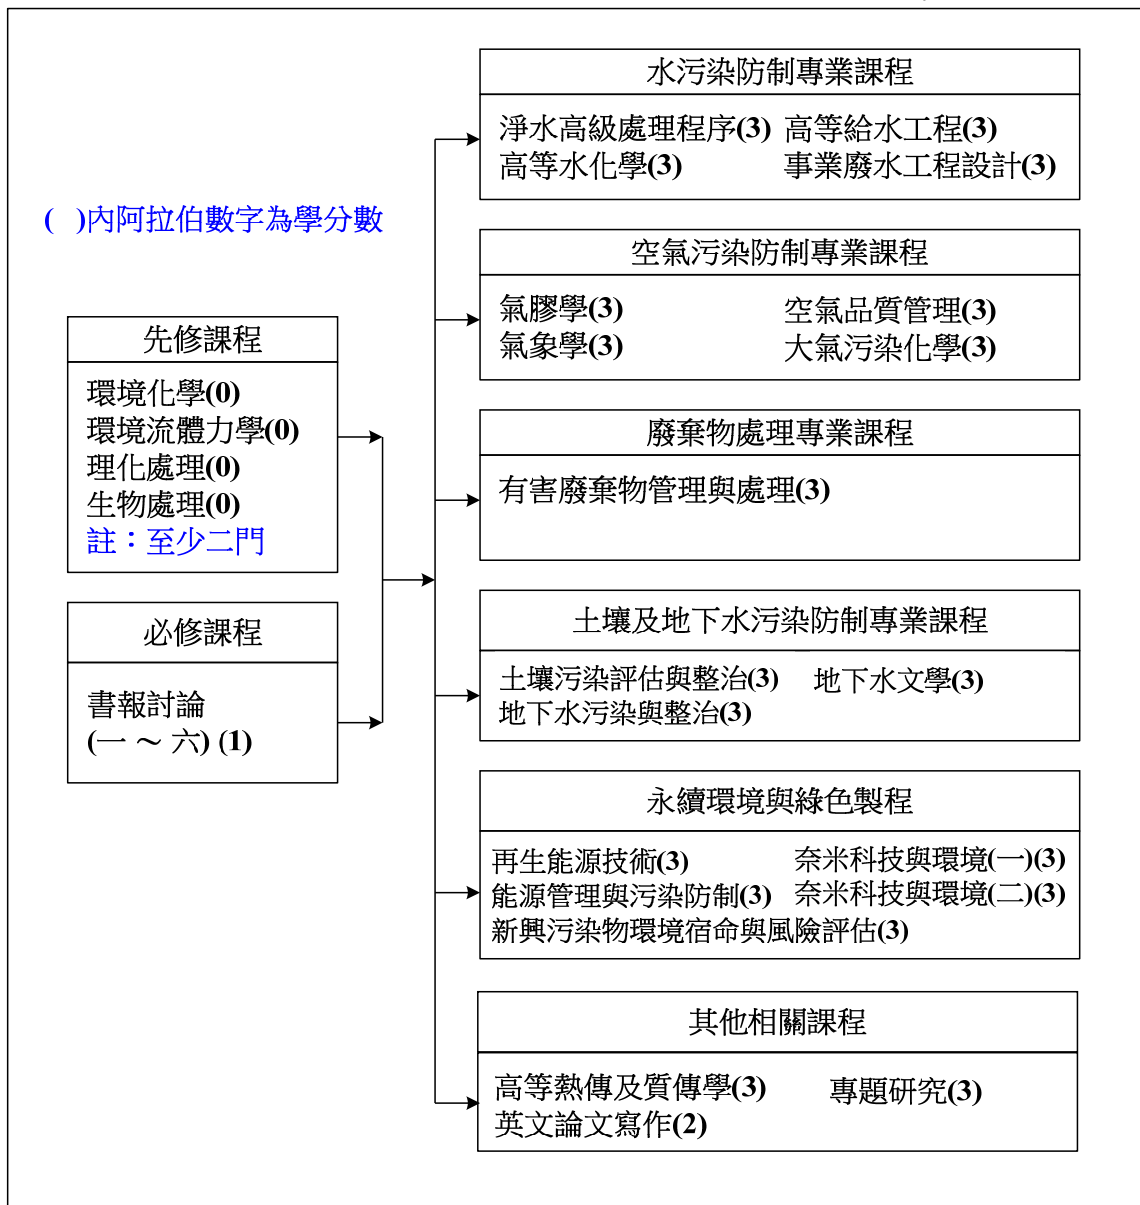 ( )內阿拉伯數字為學分數
先修課程
環境化學(0)
環境流體力學(0)
理化處理(0)
生物處理(0)
註：至少二門
必修課程
書報討論
(一 ～ 六) (1)
水污染防制專業課程
淨水高級處理程序(3) 高等給水工程(3)
高等水化學(3) 事業廢水工程設計(3)
空氣污染防制專業課程
氣膠學(3) 空氣品質管理(3)
氣象學(3) 大氣污染化學(3)
廢棄物處理專業課程
有害廢棄物管理與處理(3)
土壤及地下水污染防制專業課程
土壤污染評估與整治(3) 地下水文學(3)
地下水污染與整治(3)
永續環境與綠色製程
再生能源技術(3) 奈米科技與環境(一)(3)
能源管理與污染防制(3) 奈米科技與環境(二)(3)
新興污染物環境宿命與風險評估(3)
其他相關課程
高等熱傳及質傳學(3) 專題研究(3)
英文論文寫作(2)